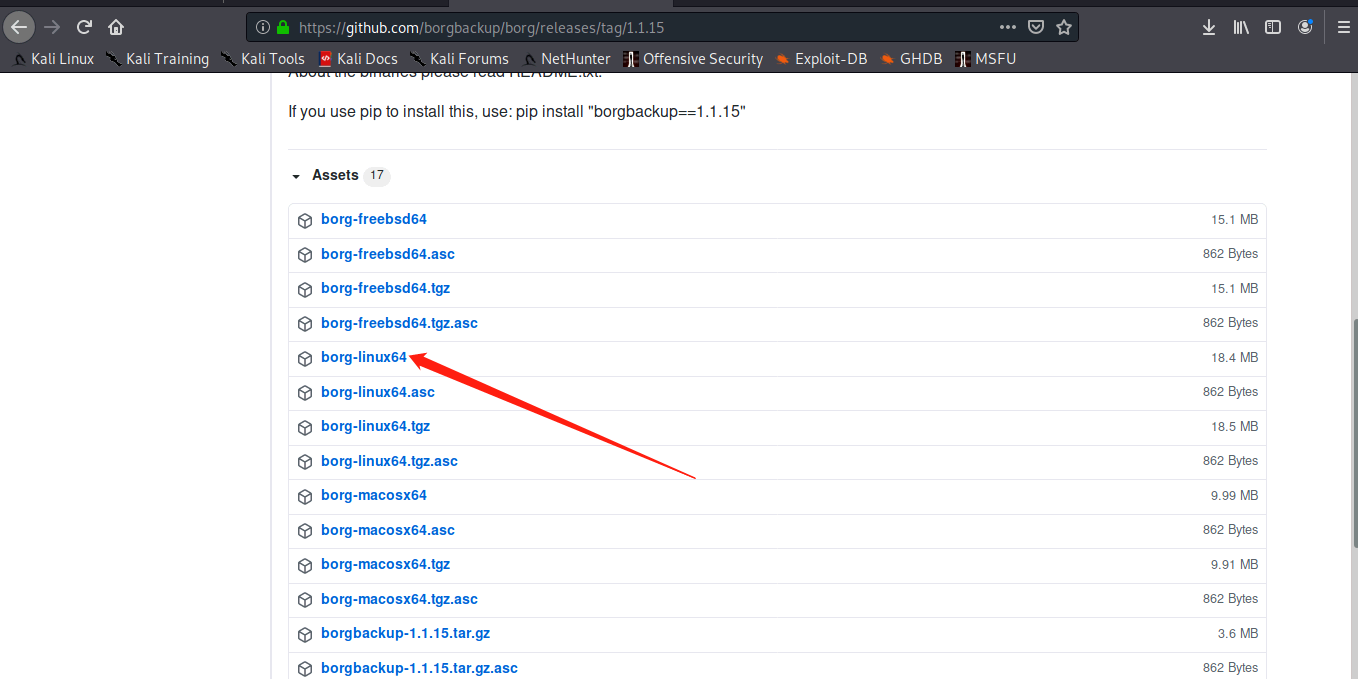 https://github.com/borgbackup/borg/releases/tag/1.1.15
Kali Linux Kali Training Kali Tools Kali Docs Kali Forums NetHunter Offensive Security Exploit-DB GHDB MSFU
About the binaries please read README.txt.
If you use pip to install this, use: pip install "borgbackup==1.1.15"
Assets 17
borg-freebsd64 15.1 MB
borg-freebsd64.asc 862 Bytes
borg-freebsd64.tgz 15.1 MB
borg-freebsd64.tgz.asc 862 Bytes
borg-linux64 18.4 MB
borg-linux64.asc 862 Bytes
borg-linux64.tgz 18.5 MB
borg-linux64.tgz.asc 862 Bytes
borg-macosx64 9.99 MB
borg-macosx64.asc 862 Bytes
borg-macosx64.tgz 9.91 MB
borg-macosx64.tgz.asc 862 Bytes
borgbackup-1.1.15.tar.gz 3.6 MB
borgbackup-1.1.15.tar.gz.asc 862 Bytes